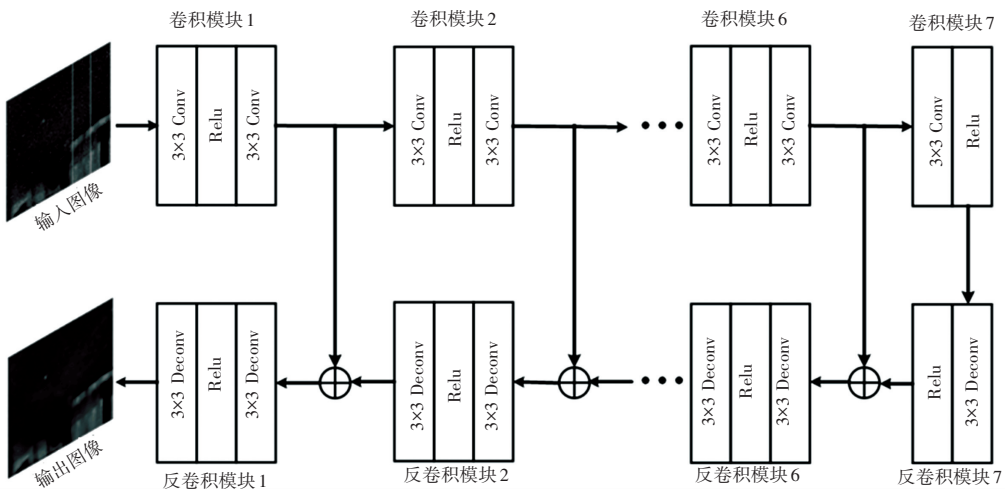 卷积模块1
卷积模块2
卷积模块6
卷积模块7
3×3 Conv
Relu
3×3 Conv
3×3 Conv
Relu
3×3 Conv
•••
3×3 Conv
Relu
3×3 Conv
3×3 Conv
Relu
输入图像
3×3 Deconv
Relu
3×3 Deconv
3×3 Deconv
Relu
3×3 Deconv
•••
3×3 Deconv
Relu
3×3 Deconv
Relu
3×3 Deconv
输出图像
反卷积模块1
反卷积模块2
反卷积模块6
反卷积模块7